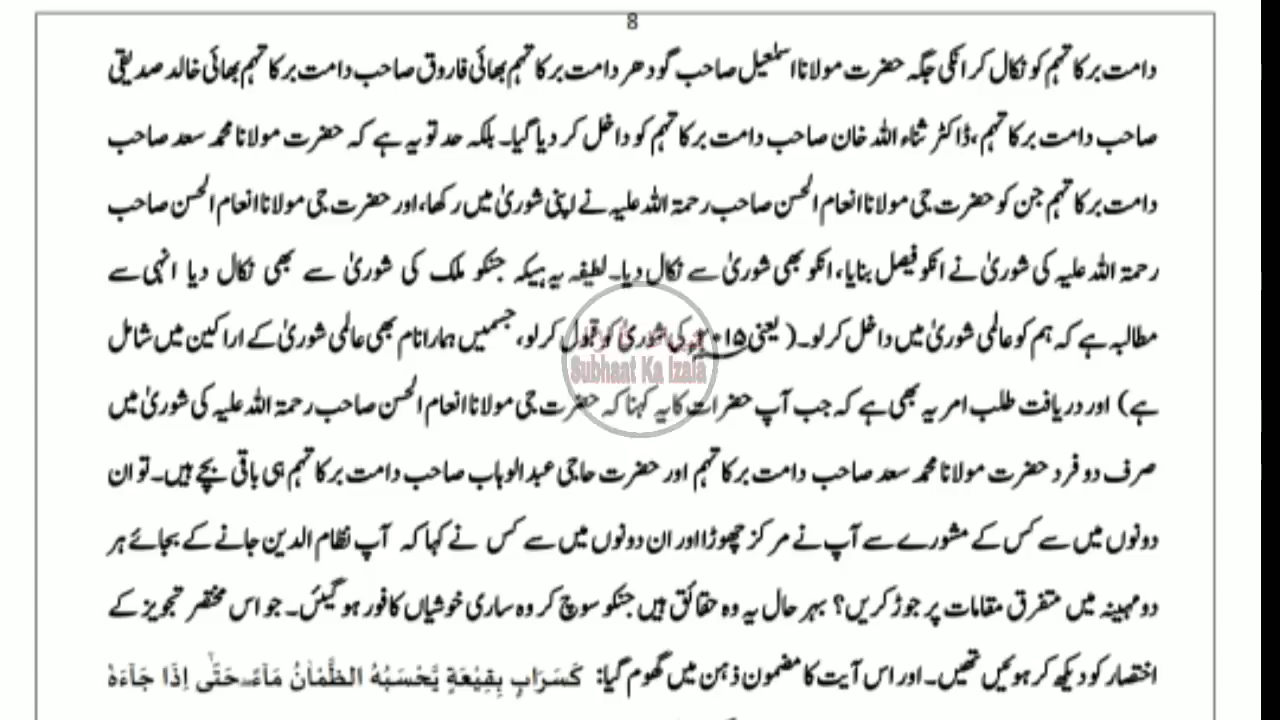 8
دامت برکاتہم کو نکال کر انکی جگہ حضرت مولانا اسمٰعیل صاحب گودھر دامت برکاتہم بھائی فاروق صاحب دامت برکاتہم بھائی خالد صدیقی
صاحب دامت برکاتہم، ڈاکٹر ثناء اللہ خان صاحب دامت برکاتہم کو داخل کر دیا گیا۔ بلکہ حد تو یہ ہے کہ حضرت مولانا محمد سعد صاحب
دامت برکاتہم جن کو حضرت جی مولانا انعام الحسن صاحب رحمۃ اللہ علیہ نے اپنی شوریٰ میں رکھا، اور حضرت جی مولانا انعام الحسن صاحب
رحمۃ اللہ علیہ کی شوریٰ نے انکو فیصل بنایا، انکو بھی شوریٰ سے نکال دیا۔ لطیفہ یہ ہیکہ جنکو ملک کی شوریٰ سے بھی نکال دیا انہی سے
مطالبہ ہے کہ ہم کو عالمی شوریٰ میں داخل کر لو۔ ( یعنی ۲۰۱۵ کی شوریٰ کو قبول کر لو، جسمیں ہمارا نام بھی عالمی شوریٰ کے اراکین میں شامل
ہے) اور دریافت طلب امر یہ بھی ہے کہ جب آپ حضرات کا یہ کہنا کہ حضرت جی مولانا انعام الحسن صاحب رحمۃ اللہ علیہ کی شوریٰ میں
صرف دو فرد حضرت مولانا محمد سعد صاحب دامت برکاتہم اور حضرت حاجی عبد الوہاب صاحب دامت برکاتہم ہی باقی بچے ہیں۔ تو ان
دونوں میں سے کس کے مشورے سے آپ نے مرکز چھوڑا اور ان دونوں میں سے کس نے کہا کہ آپ نظام الدین جانے کے بجائے ہر
دو مہینہ میں متفرق مقامات پر جوڑ کریں؟ بہر حال یہ وہ حقائق ہیں جنکو سوچ کر وہ ساری خوشیاں کافور ہو گیئں۔ جو اس مختصر تجویز کے
اختصار کو دیکھ کر ہوئیں تھیں۔ اور اس آیت کا مضمون ذہن میں گھوم گیا: كَسَرَابٍ بِقِيْعَةٍ يَّحْسَبُهُ الظَّمْاٰنُ مَآءً ۖ حَتّٰى اِذَا جَآءَهٗ
Subhaat Ka Izala